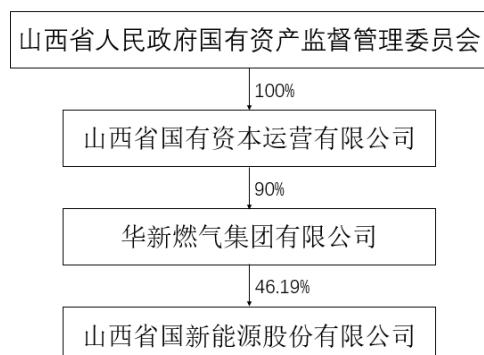 山西省人民政府国有资产监督管理委员会
100%
山西省国有资本运营有限公司
90%
华新燃气集团有限公司
46.19%
山西省国新能源股份有限公司